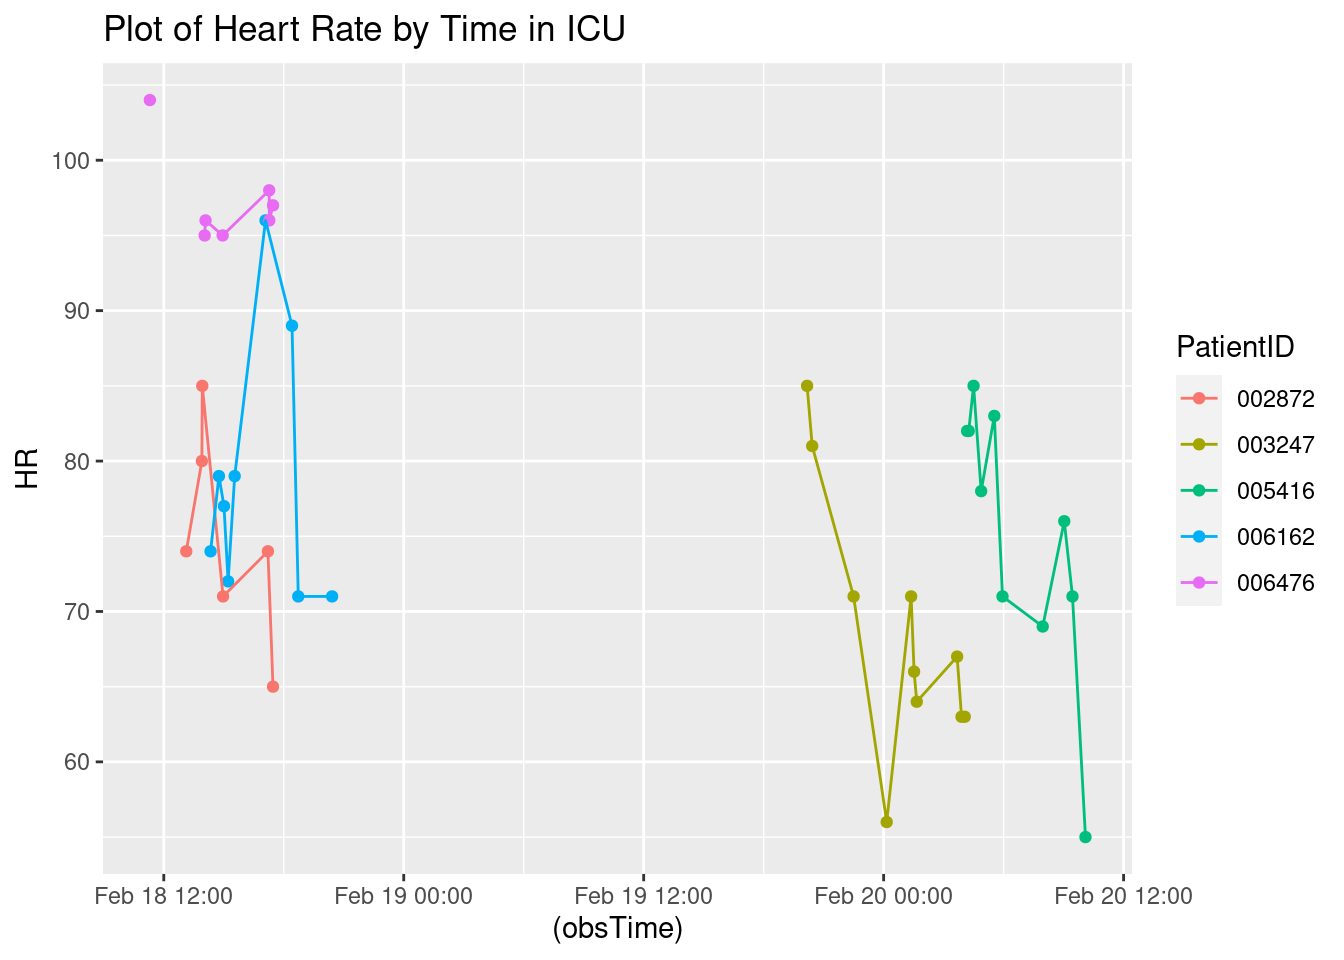 Plot of Heart Rate by Time in ICU
HR
100
90
80
70
60
Feb 18 12:00
Feb 19 00:00
Feb 19 12:00
Feb 20 00:00
Feb 20 12:00
(obsTime)
PatientID
002872
003247
005416
006162
006476